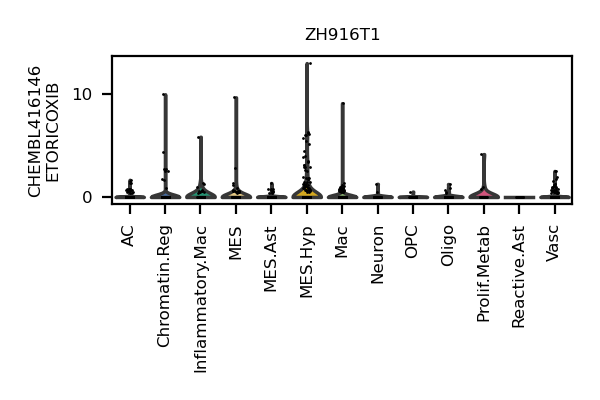 ZH916T1
CHEMBL416146
ETORICOXIB
10
0
AC
Chromatin.Reg
Inflammatory.Mac
MES
MES.Ast
MES.Hyp
Mac
Neuron
OPC
Oligo
Prolif.Metab
Reactive.Ast
Vasc